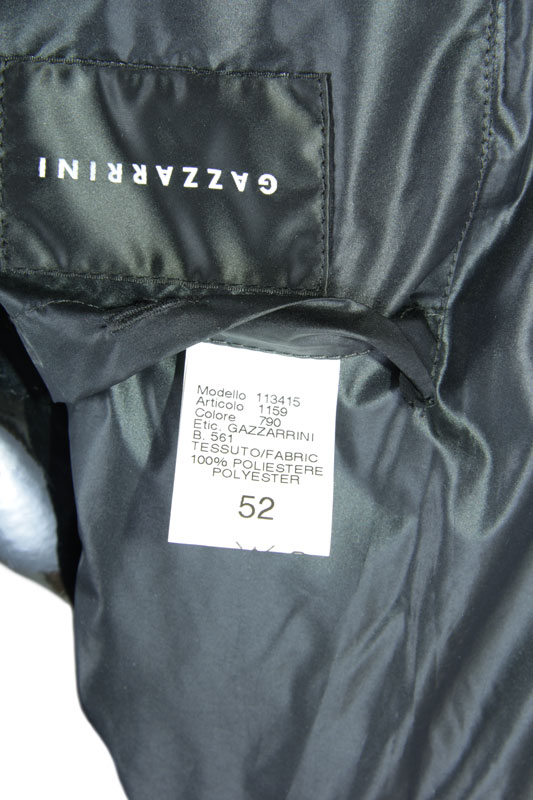 GAZZARRINI
Modello 113415
Articolo 1159
Colore 790
Etic. GAZZARRINI
B. 561
TESSUTO/FABRIC
100% POLIESTERE
POLYESTER
52